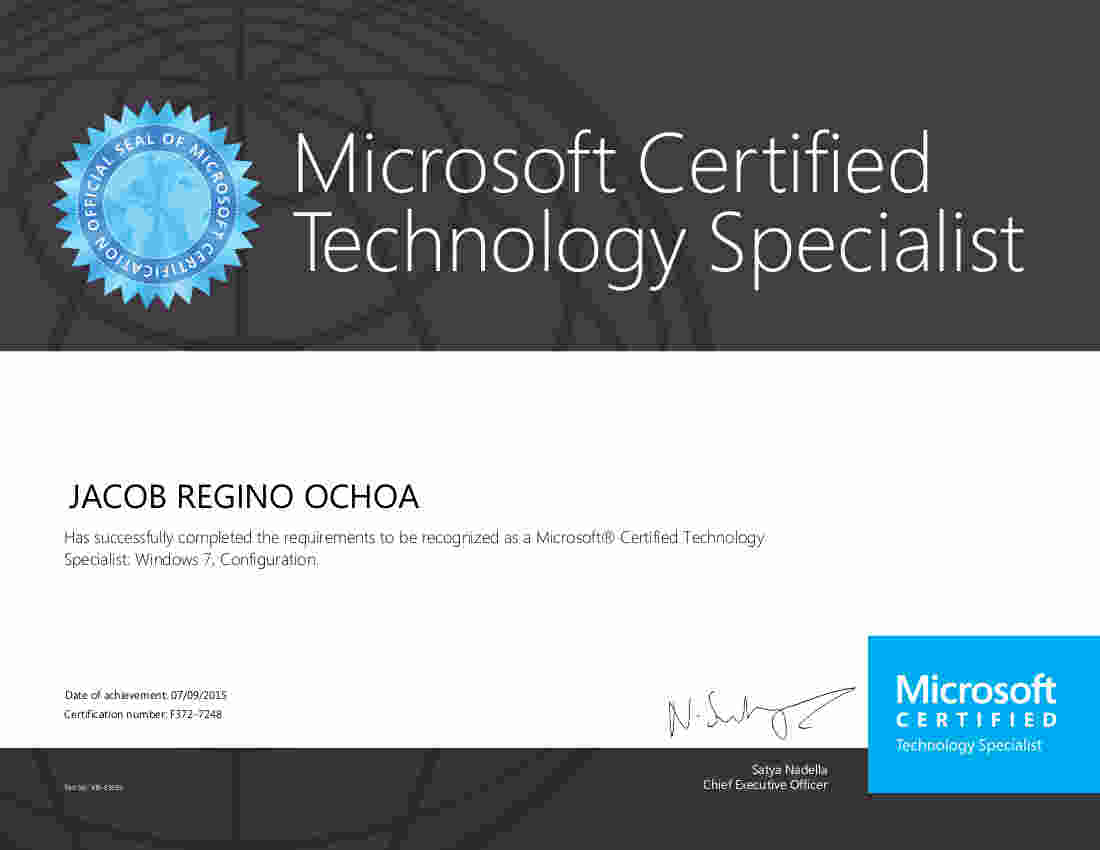 OFFICIAL SEAL OF MICROSOFT CERTIFICATION
Microsoft Certified
Technology Specialist
JACOB REGINO OCHOA
Has successfully completed the requirements to be recognized as a Microsoft® Certified Technology
Specialist: Windows 7, Configuration.
Date of achievement: 07/09/2015
Certification number: F372-7248
Satya Nadella
Chief Executive Officer
Microsoft
CERTIFIED
Technology Specialist
Part No.